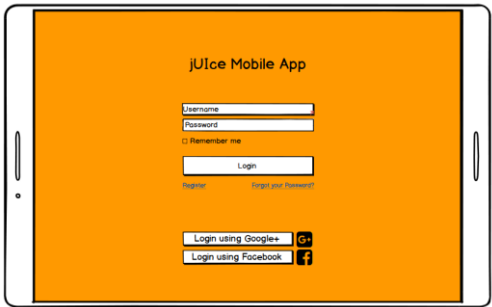 jUIce Mobile App
Username
Password
Remember me
Login
Register Forgot your Password?
Login using Google+
G+
Login using Facebook